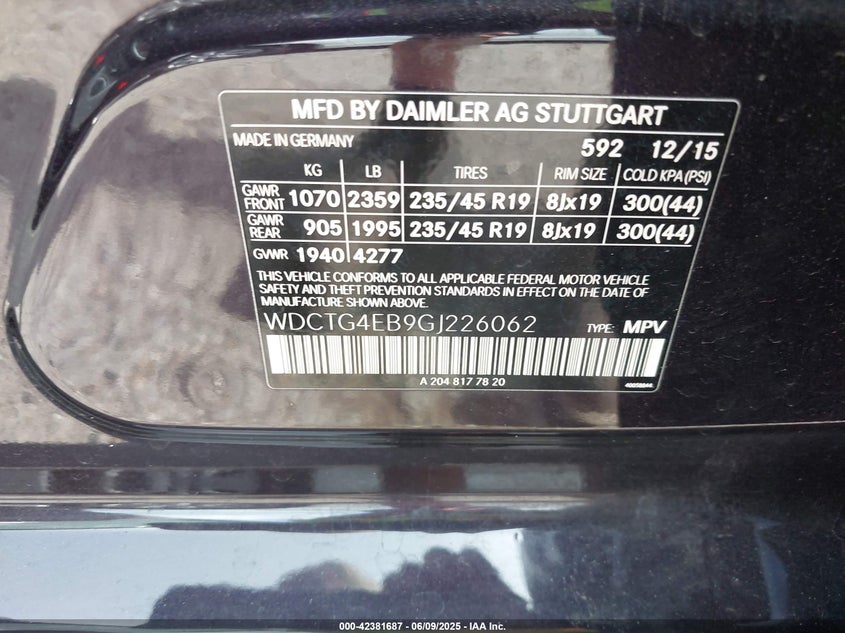 MFD BY DAIMLER AG STUTTGART
MADE IN GERMANY 592 12/15
KG LB TIRES RIM SIZE COLD KPA (PSI)
GAWR FRONT 1070 2359 235/45 R19 8Jx19 300(44)
GAWR REAR 905 1995 235/45 R19 8Jx19 300(44)
GVWR 1940 4277
THIS VEHICLE CONFORMS TO ALL APPLICABLE FEDERAL MOTOR VEHICLE
SAFETY AND THEFT PREVENTION STANDARDS IN EFFECT ON THE DATE OF
MANUFACTURE SHOWN ABOVE.
WDCTG4EB9GJ226062 TYPE: MPV
A 204 817 78 20
000-42381687 - 06/09/2025 - IAA Inc.